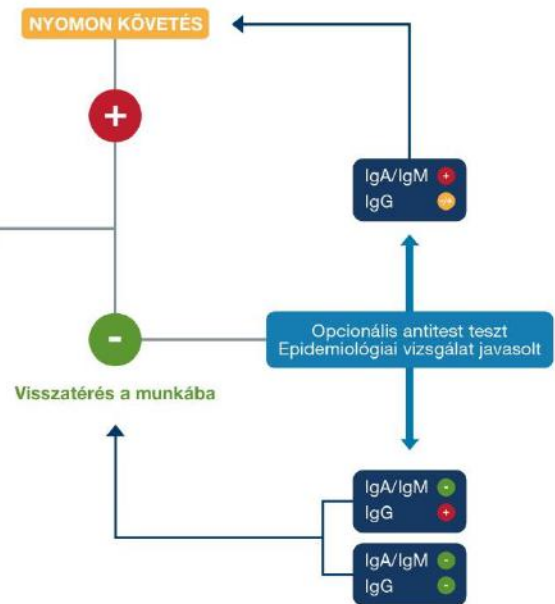 NYOMON KÖVETÉS
+
IgA/IgM +
IgG
Opcionális antitest teszt
Epidemiológiai vizsgálat javasolt
-
Visszatérés a munkába
IgA/IgM -
IgG +
IgA/IgM -
IgG -